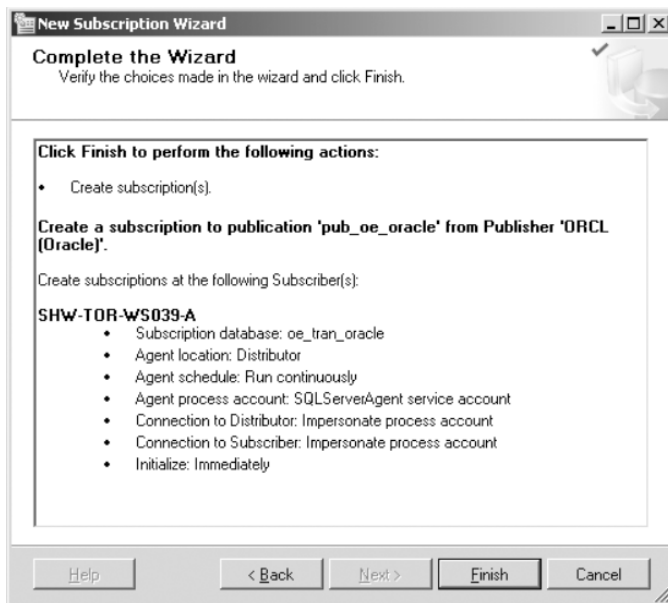 New Subscription Wizard
Complete the Wizard
Verify the choices made in the wizard and click Finish.
Click Finish to perform the following actions:
• Create subscription(s).
Create a subscription to publication 'pub_oe_oracle' from Publisher 'ORCL
(Oracle)'.
Create subscriptions at the following Subscriber(s):
SHW-TOR-WS039-A
• Subscription database: oe_tran_oracle
• Agent location: Distributor
• Agent schedule: Run continuously
• Agent process account: SQLServerAgent service account
• Connection to Distributor: Impersonate process account
• Connection to Subscriber: Impersonate process account
• Initialize: Immediately
Help < Back Next > Finish Cancel